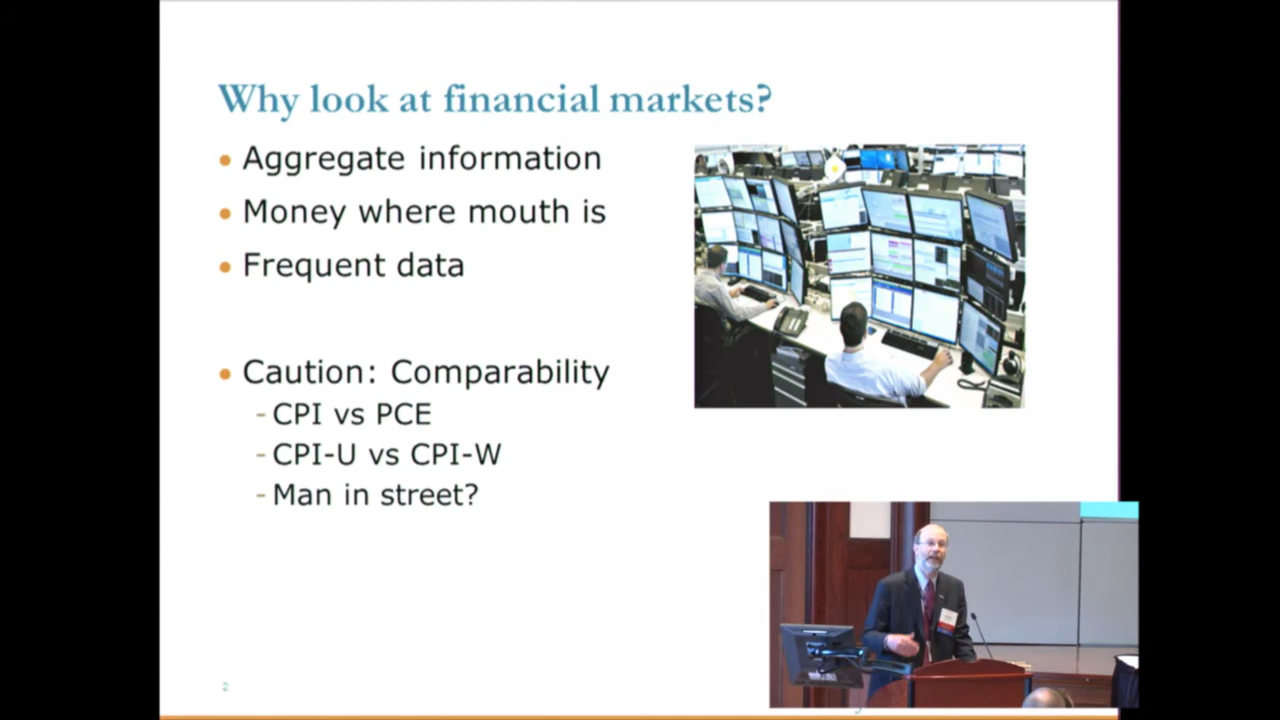 Why look at financial markets?
• Aggregate information
• Money where mouth is
• Frequent data
• Caution: Comparability
- CPI vs PCE
- CPI-U vs CPI-W
- Man in street?
2